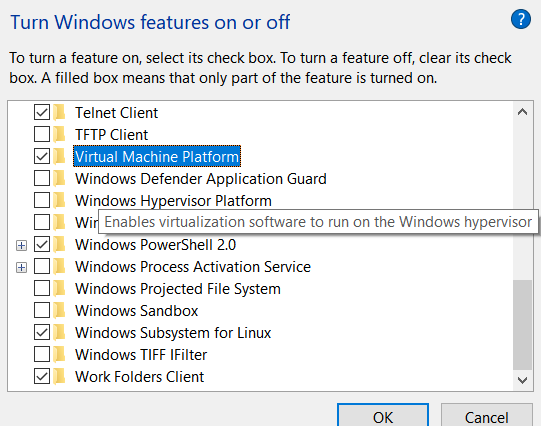 Turn Windows features on or off
?
To turn a feature on, select its check box. To turn a feature off, clear its check
box. A filled box means that only part of the feature is turned on.
Telnet Client
TFTP Client
Virtual Machine Platform
Windows Defender Application Guard
Windows Hypervisor Platform
Enables virtualization software to run on the Windows hypervisor
Windows PowerShell 2.0
Windows Process Activation Service
Windows Projected File System
Windows Sandbox
Windows Subsystem for Linux
Windows TIFF IFilter
Work Folders Client
OK
Cancel